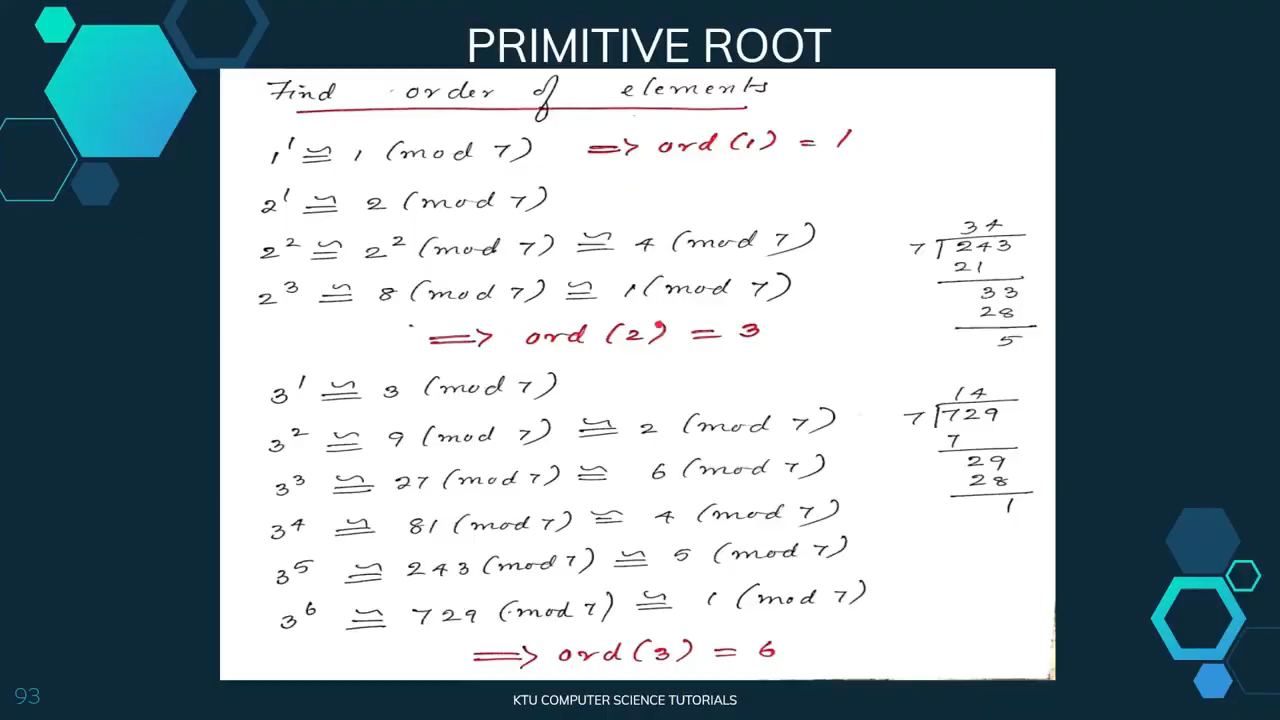 PRIMITIVE ROOT
Find order of elements
1¹ ≌ 1 (mod 7) ⟹ ord (1) = 1
2¹ ≌ 2 (mod 7)
2² ≌ 2² (mod 7) ≌ 4 (mod 7)
2³ ≌ 8 (mod 7) ≌ 1 (mod 7)
⟹ ord (2) = 3
3¹ ≌ 3 (mod 7)
3² ≌ 9 (mod 7) ≌ 2 (mod 7)
3³ ≌ 27 (mod 7) ≌ 6 (mod 7)
3⁴ ≌ 81 (mod 7) ≌ 4 (mod 7)
3⁵ ≌ 243 (mod 7) ≌ 5 (mod 7)
3⁶ ≌ 729 (mod 7) ≌ 1 (mod 7)
⟹ ord (3) = 6
34
7 243
21
33
28
5
14
7 729
7
29
28
1
93
KTU COMPUTER SCIENCE TUTORIALS